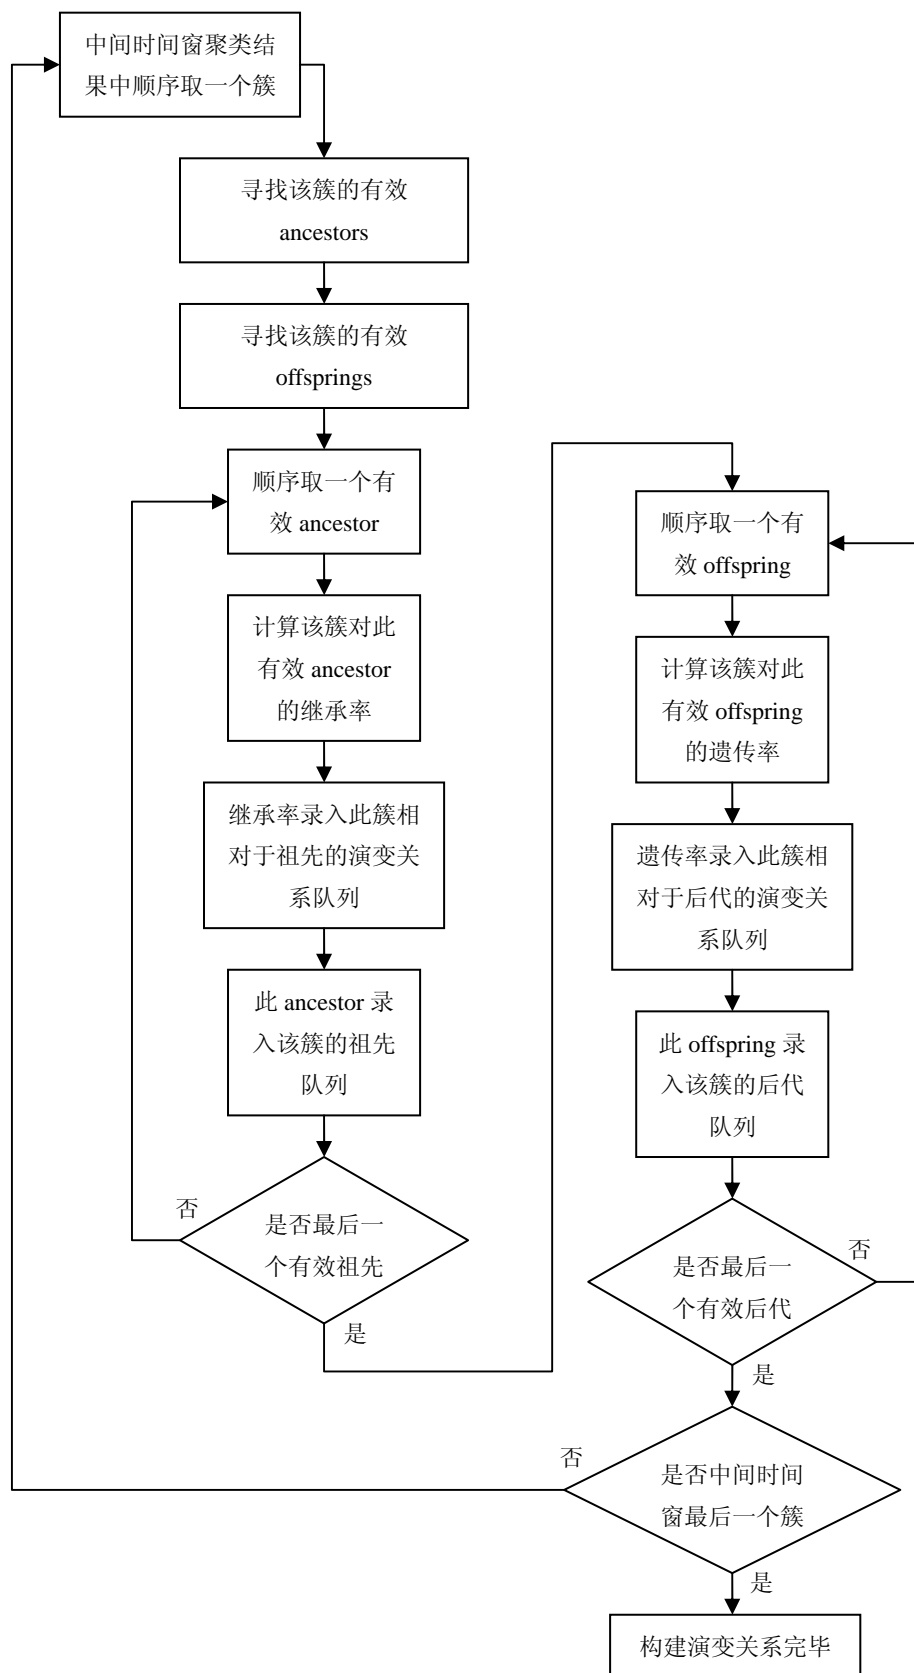 中间时间窗聚类结
果中顺序取一个簇
寻找该簇的有效
ancestors
寻找该簇的有效
offsprings
顺序取一个有
效 ancestor
计算该簇对此
有效 ancestor
的继承率
继承率录入此簇相
对于祖先的演变关
系队列
此 ancestor 录
入该簇的祖先
队列
否
是否最后一
个有效祖先
是
顺序取一个有
效 offspring
计算该簇对此
有效 offspring
的遗传率
遗传率录入此簇相
对于后代的演变关
系队列
此 offspring 录
入该簇的后代
队列
是否最后一
个有效后代
否
是
否
是否中间时间
窗最后一个簇
是
构建演变关系完毕